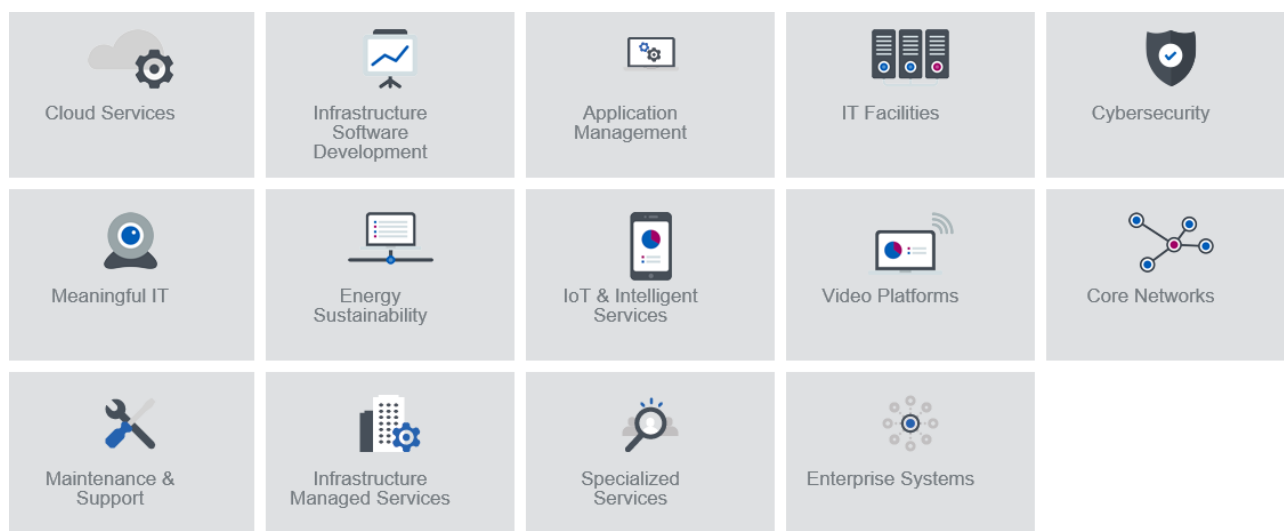 Cloud Services
Infrastructure
Software
Development
Application
Management
IT Facilities
Cybersecurity
Meaningful IT
Energy
Sustainability
IoT & Intelligent
Services
Video Platforms
Core Networks
Maintenance &
Support
Infrastructure
Managed Services
Specialized
Services
Enterprise Systems